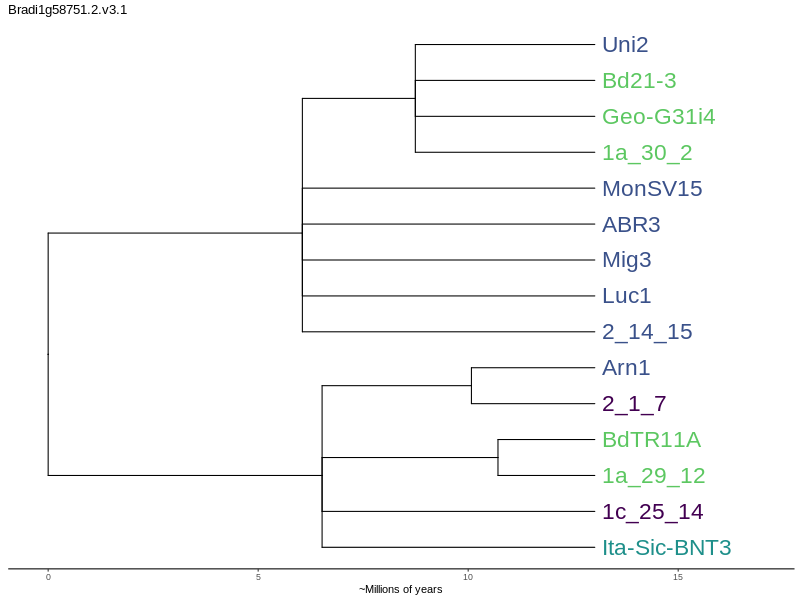 Bradi1g58751.2.v3.1
Uni2
Bd21-3
Geo-G31i4
1a_30_2
MonSV15
ABR3
Mig3
Luc1
2_14_15
Arn1
2_1_7
BdTR11A
1a_29_12
1c_25_14
Ita-Sic-BNT3
0 5 10 15
~Millions of years